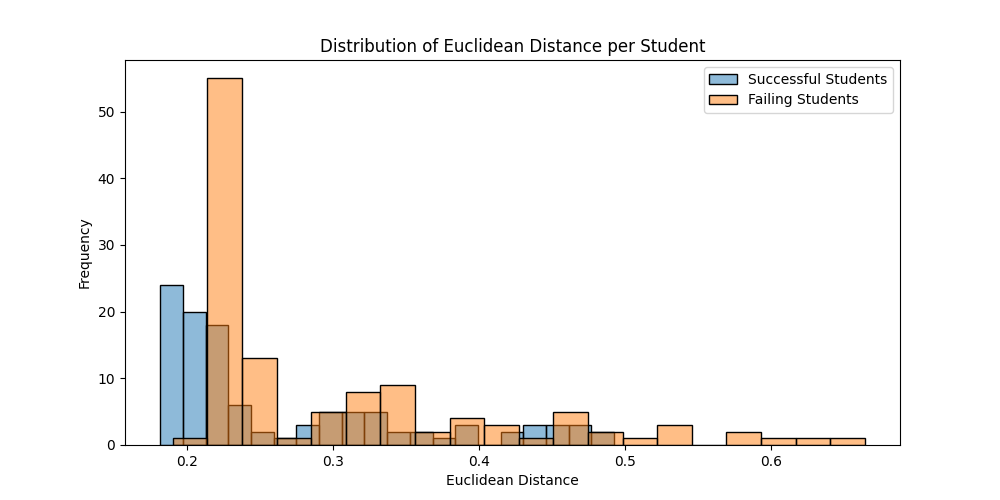 Distribution of Euclidean Distance per Student
Successful Students
Failing Students
Frequency
50
40
30
20
10
0
0.2 0.3 0.4 0.5 0.6
Euclidean Distance